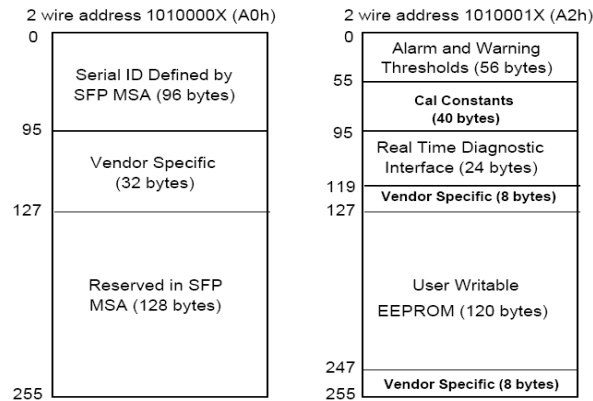 2 wire address 1010000X (A0h)
0
Serial ID Defined by
SFP MSA (96 bytes)
95
Vendor Specific
(32 bytes)
127
Reserved in SFP
MSA (128 bytes)
255
2 wire address 1010001X (A2h)
0
Alarm and Warning
Thresholds (56 bytes)
55
Cal Constants
(40 bytes)
95
Real Time Diagnostic
Interface (24 bytes)
119
Vendor Specific (8 bytes)
127
User Writable
EEPROM (120 bytes)
247
Vendor Specific (8 bytes)
255